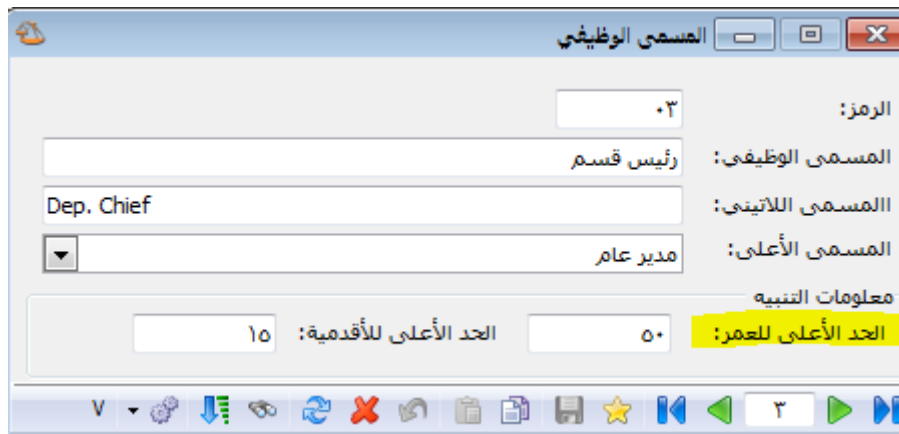 المسمى الوظيفي
الرمز: ٠٣
المسمى الوظيفي: رئيس قسم
االمسمى اللاتيني: Dep. Chief
المسمى الأعلى: مدير عام
معلومات التنبيه
الحد الأعلى للعمر: ٥٠ الحد الأعلى للأقدمية: ١٥
٣ ٧